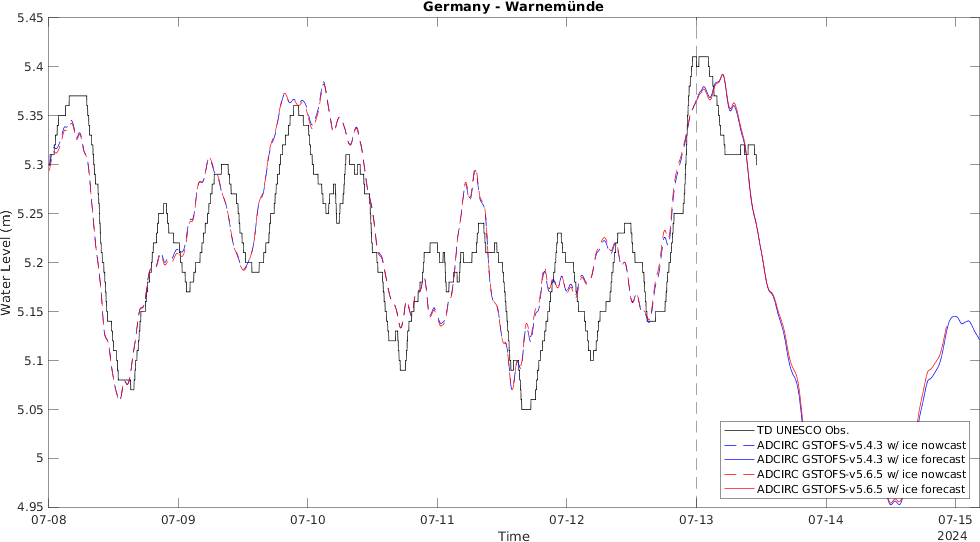 Germany - Warnemünde
5.45
5.4
5.35
5.3
5.25
5.2
5.15
5.1
5.05
5
4.95
Water Level (m)
TD UNESCO Obs.
ADCIRC GSTOFS-v5.4.3 w/ ice nowcast
ADCIRC GSTOFS-v5.4.3 w/ ice forecast
ADCIRC GSTOFS-v5.6.5 w/ ice nowcast
ADCIRC GSTOFS-v5.6.5 w/ ice forecast
07-08 07-09 07-10 07-11 07-12 07-13 07-14 07-15
Time 2024